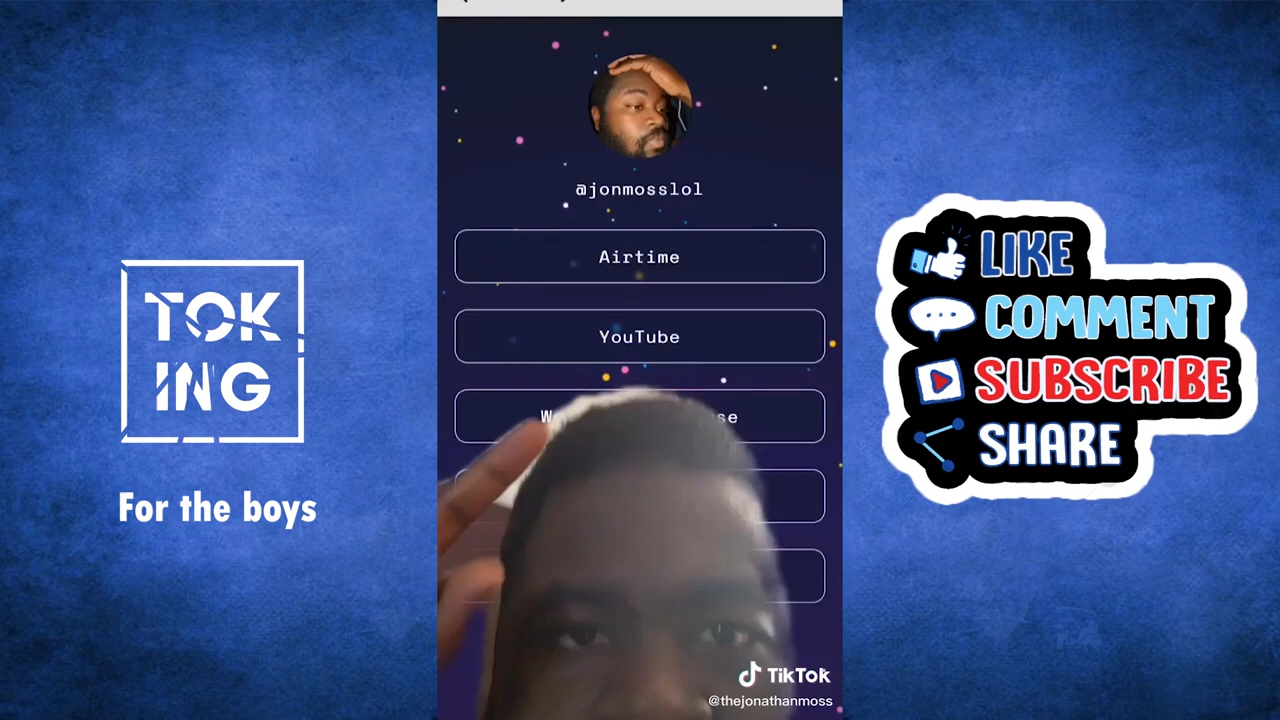 TOK
ING
For the boys
@jonmosslol
Airtime
YouTube
TikTok
@thejonathanmoss
LIKE
COMMENT
SUBSCRIBE
SHARE